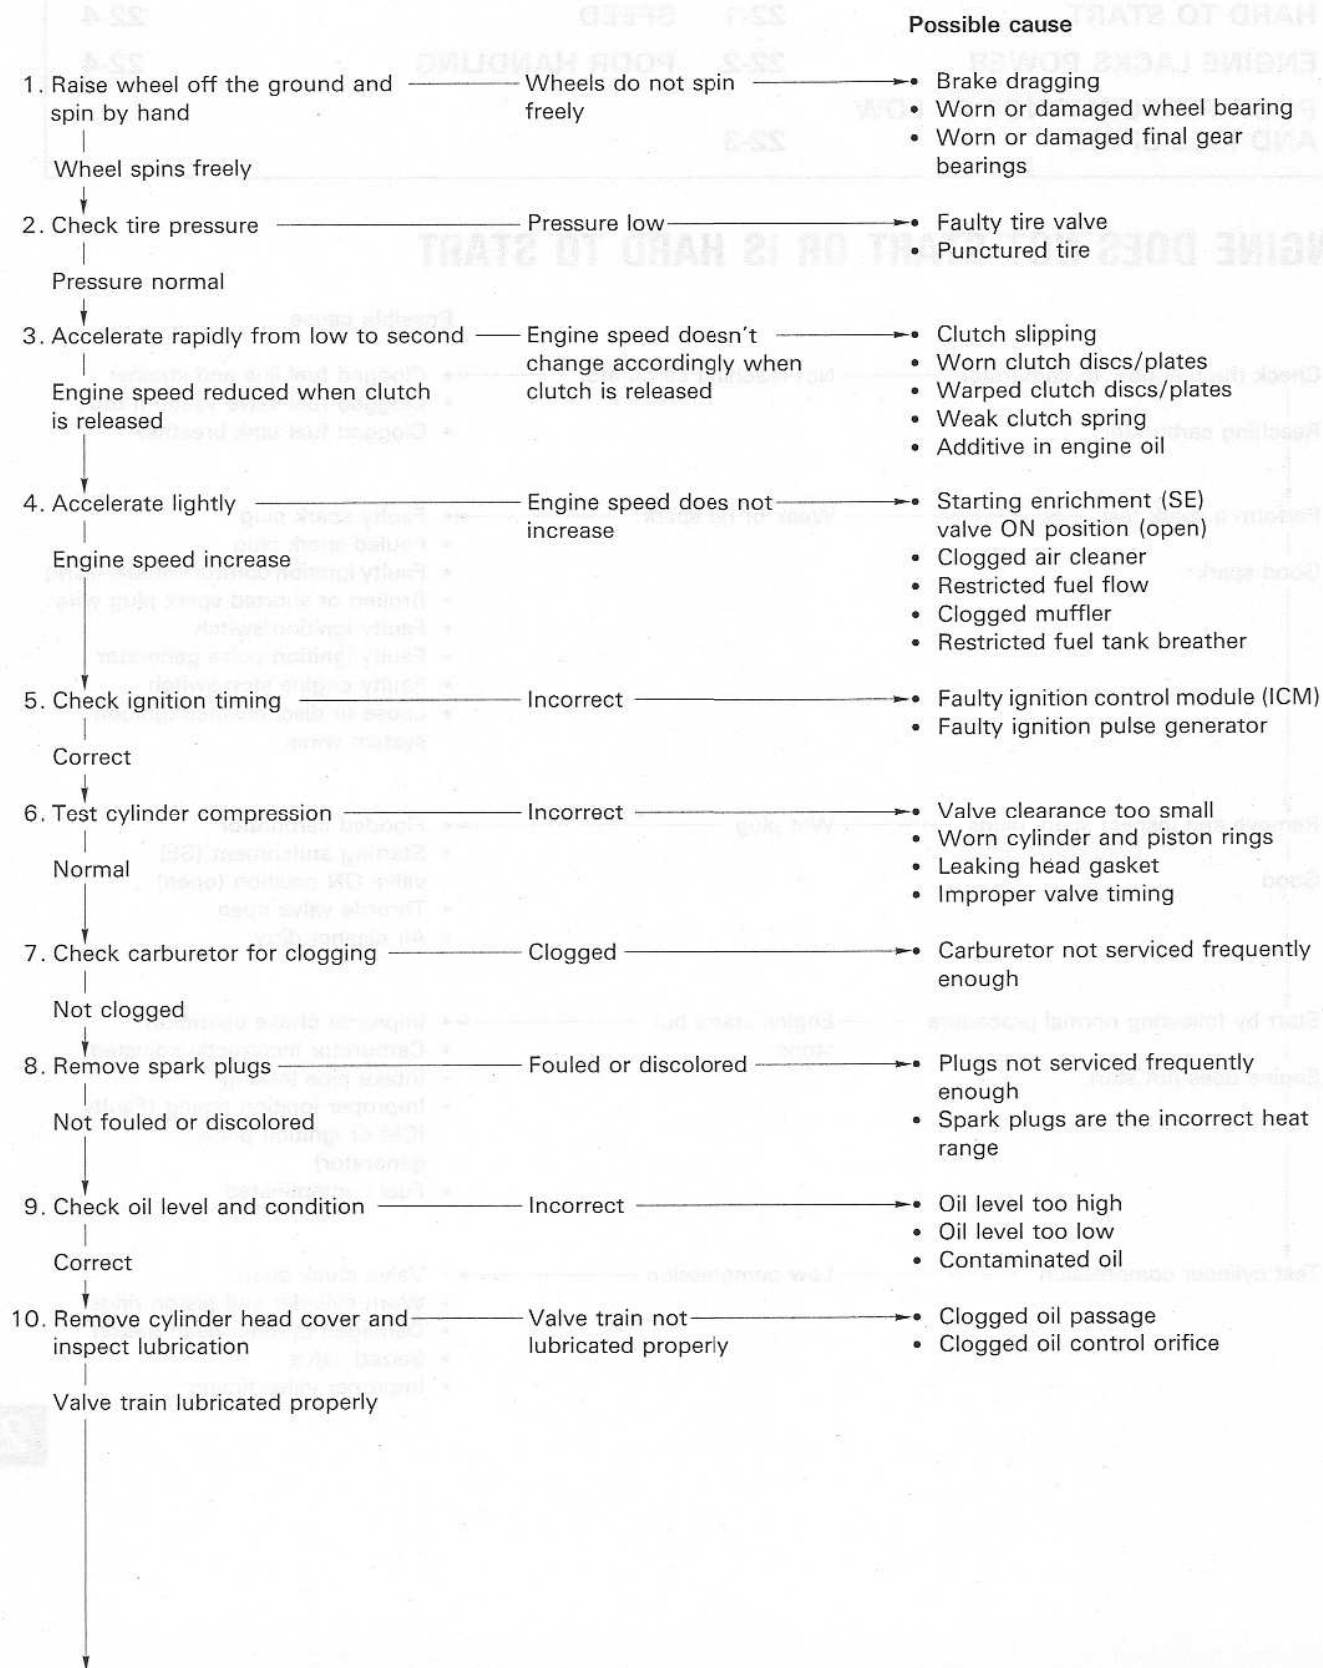 Possible cause
1. Raise wheel off the ground and spin by hand
Wheels do not spin freely
• Brake dragging
• Worn or damaged wheel bearing
• Worn or damaged final gear bearings
Wheel spins freely
2. Check tire pressure
Pressure low
• Faulty tire valve
• Punctured tire
Pressure normal
3. Accelerate rapidly from low to second
Engine speed doesn't change accordingly when clutch is released
• Clutch slipping
• Worn clutch discs/plates
• Warped clutch discs/plates
• Weak clutch spring
• Additive in engine oil
Engine speed reduced when clutch is released
4. Accelerate lightly
Engine speed does not increase
• Starting enrichment (SE) valve ON position (open)
• Clogged air cleaner
• Restricted fuel flow
• Clogged muffler
• Restricted fuel tank breather
Engine speed increase
5. Check ignition timing
Incorrect
• Faulty ignition control module (ICM)
• Faulty ignition pulse generator
Correct
6. Test cylinder compression
Incorrect
• Valve clearance too small
• Worn cylinder and piston rings
• Leaking head gasket
• Improper valve timing
Normal
7. Check carburetor for clogging
Clogged
• Carburetor not serviced frequently enough
Not clogged
8. Remove spark plugs
Fouled or discolored
• Plugs not serviced frequently enough
• Spark plugs are the incorrect heat range
Not fouled or discolored
9. Check oil level and condition
Incorrect
• Oil level too high
• Oil level too low
• Contaminated oil
Correct
10. Remove cylinder head cover and inspect lubrication
Valve train not lubricated properly
• Clogged oil passage
• Clogged oil control orifice
Valve train lubricated properly